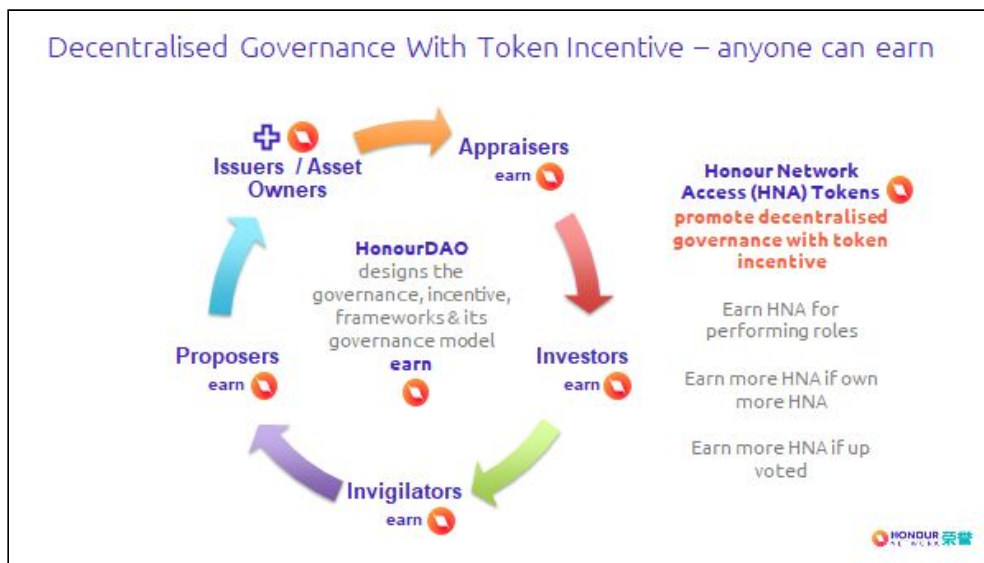 Decentralised Governance With Token Incentive – anyone can earn
Issuers / Asset
Owners
Appraisers
earn
Honour Network
Access (HNA) Tokens
promote decentralised
governance with token
incentive
HonourDAO
designs the
governance, incentive,
frameworks & its
governance model
earn
Earn HNA for
performing roles
Proposers
earn
Investors
earn
Earn more HNA if own
more HNA
Earn more HNA if up
voted
Invigilators
earn
HONOUR
NETWORK
荣誉